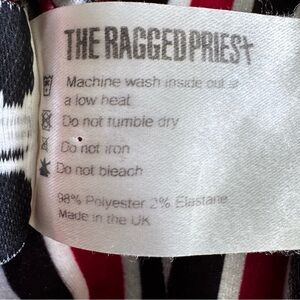 THE RAGGED PRIEST
Machine wash inside out at
a low heat
Do not tumble dry
Do not iron
Do not bleach
98% Polyester 2% Elastane
Made in the UK